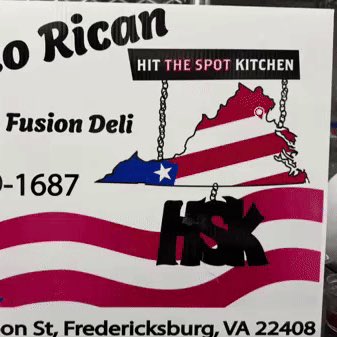 o Rican
HIT THE SPOT KITCHEN
Fusion Deli
-1687
HSK
on St, Fredericksburg, VA 22408